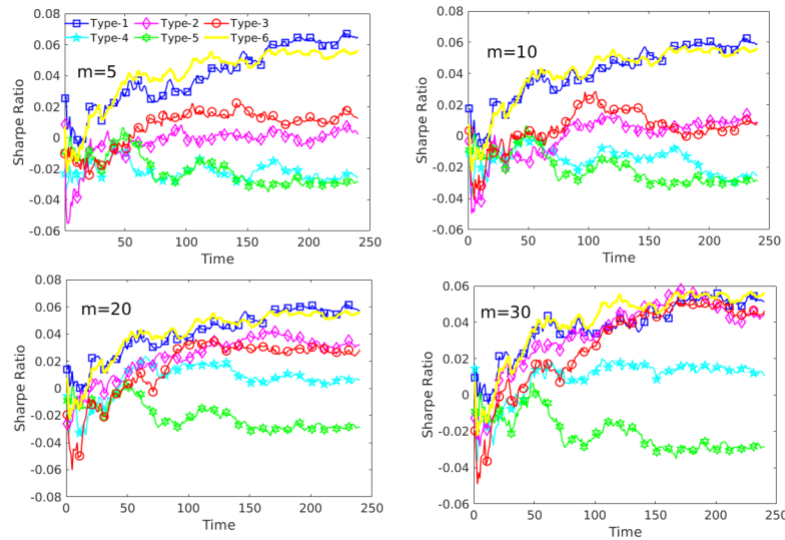 0.08
Type-1 Type-2 Type-3
Type-4 Type-5 Type-6
0.06
0.04
m=5
0.02
0
-0.02
-0.04
-0.06
Sharpe Ratio
50 100 150 200 250
Time
0.08
0.06
m=10
0.04
0.02
0
-0.02
-0.04
-0.06
Sharpe Ratio
0 50 100 150 200 250
Time
0.08
0.06
m=20
0.04
0.02
0
-0.02
-0.04
0.06
0.08
Sharpe Ratio
0 50 100 150 200 250
Time
0.06
m=30
0.04
0.02
0
-0.02
-0.04
-0.06
Sharpe Ratio
0 50 100 150 200 250
Time